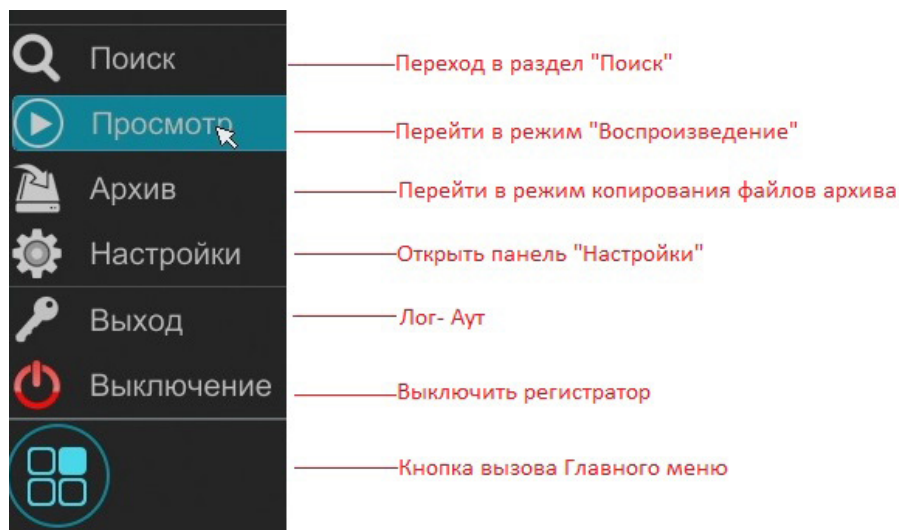 Поиск Переход в раздел "Поиск"
Просмотр Перейти в режим "Воспроизведение"
Архив Перейти в режим копирования файлов архива
Настройки Открыть панель "Настройки"
Выход Лог- Аут
Выключение Выключить регистратор
Кнопка вызова Главного меню